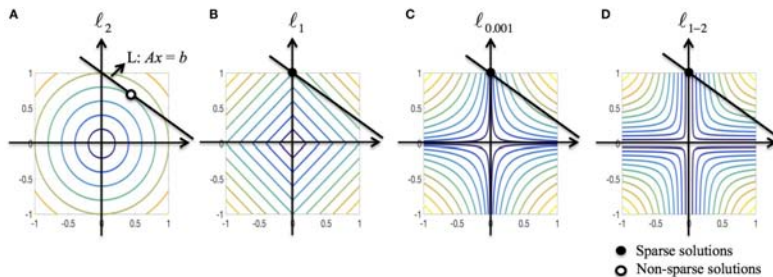 A ℓ₂ B ℓ₁ C ℓ₀.₀₀₁ D ℓ₁₋₂
L: Ax = b
1 1 1 1
0.5 0.5 0.5 0.5
0 0 0 0
-0.5 -0.5 -0.5 -0.5
-1 -1 -1 -1
-1 -0.5 0 0.5 1 -1 -0.5 0 0.5 1 -1 -0.5 0 0.5 1 -1 -0.5 0 0.5 1
Sparse solutions
Non-sparse solutions